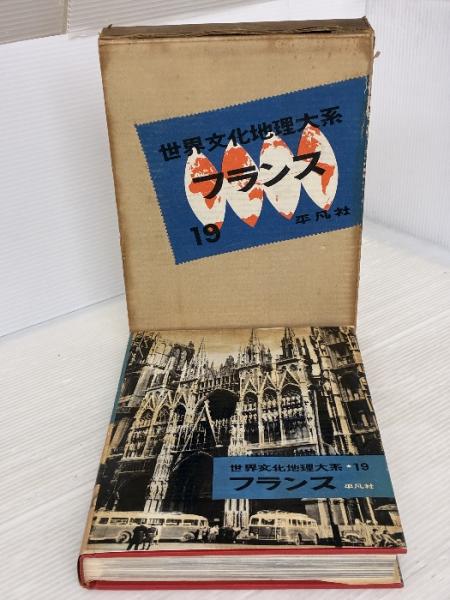 世界文化地理大系
フランス
19
平凡社
世界文化地理大系・19
フランス 平凡社